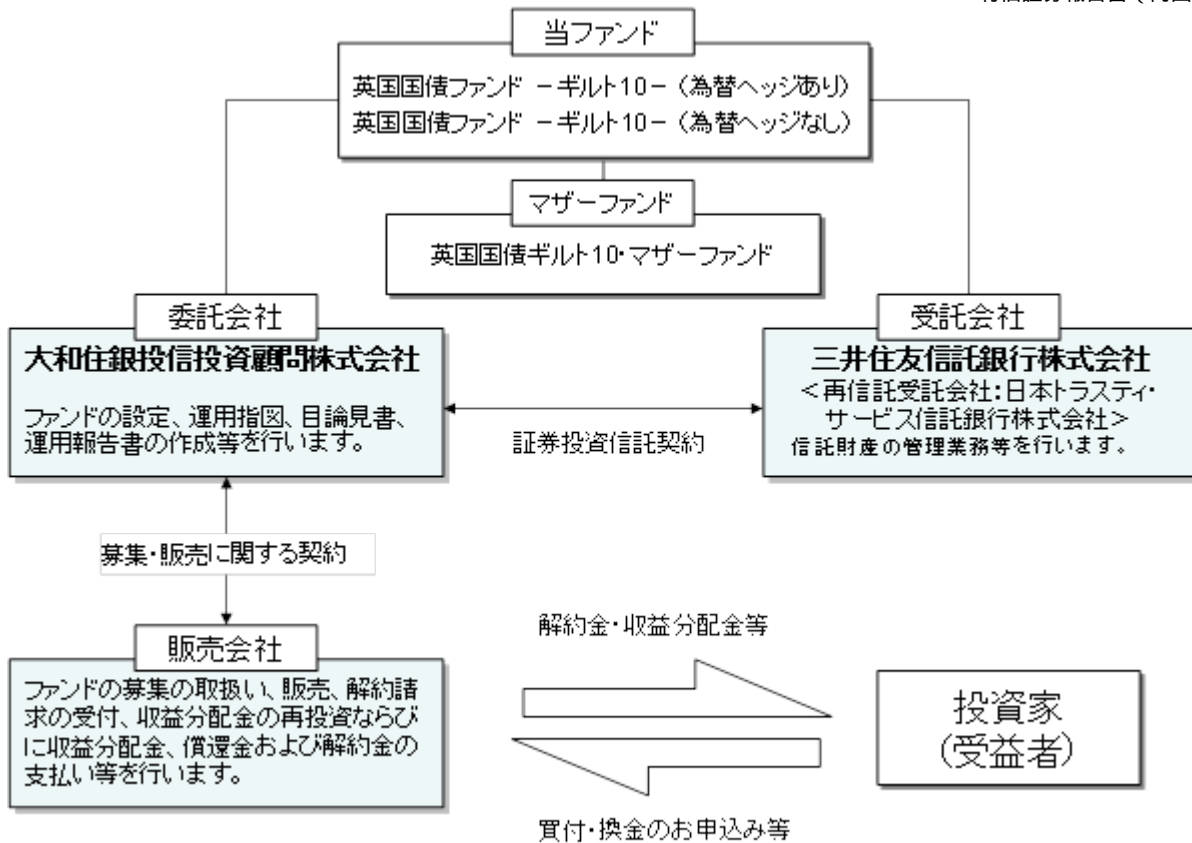 当ファンド
英国国債ファンド －ギルト10－（為替ヘッジあり）
英国国債ファンド －ギルト10－（為替ヘッジなし）
マザーファンド
英国国債ギルト10・マザーファンド
委託会社
大和住銀投信投資顧問株式会社
ファンドの設定、運用指図、目論見書、
運用報告書の作成等を行います。
証券投資信託契約
受託会社
三井住友信託銀行株式会社
＜再信託受託会社：日本トラスティ・
サービス信託銀行株式会社＞
信託財産の管理業務等を行います。
募集・販売に関する契約
販売会社
ファンドの募集の取扱い、販売、解約請
求の受付、収益分配金の再投資ならび
に収益分配金、償還金および解約金の
支払い等を行います。
解約金・収益分配金等
買付・換金のお申込み等
投資家
（受益者）